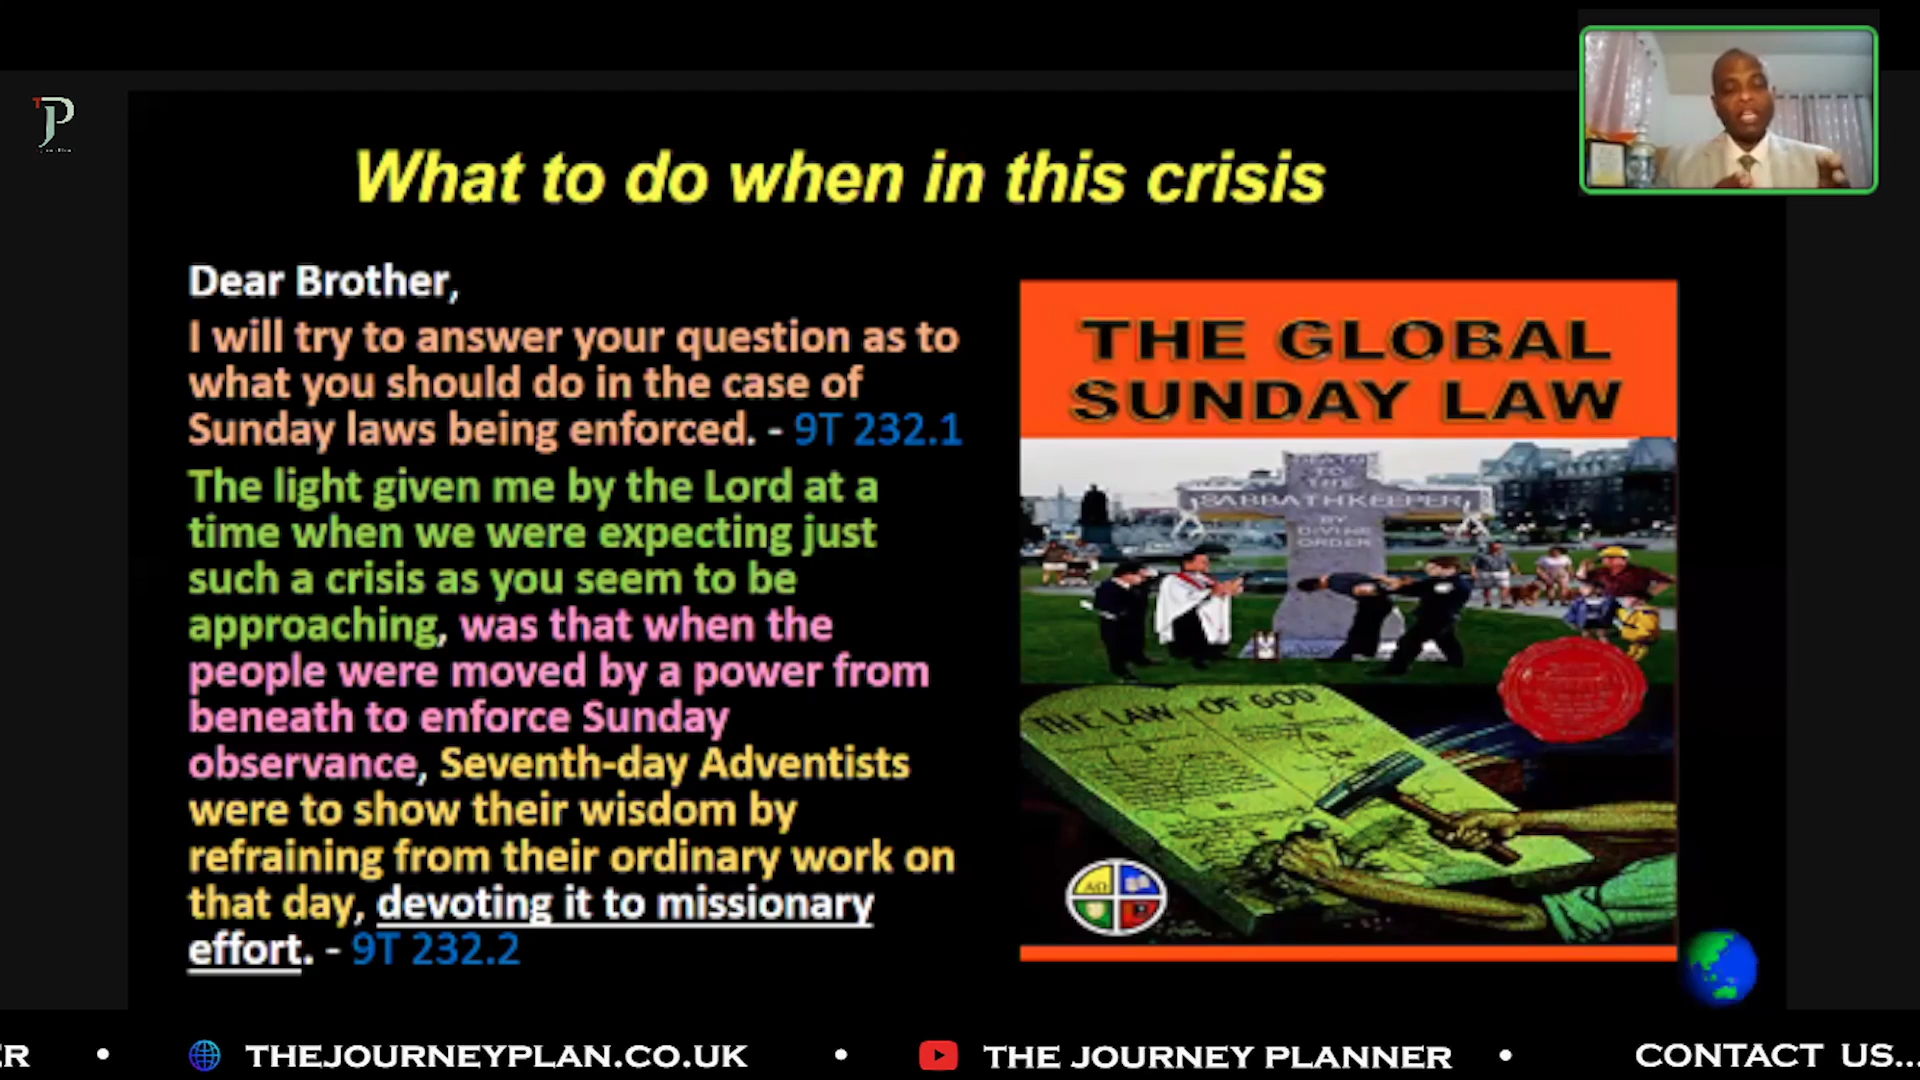 What to do when in this crisis
Dear Brother,
I will try to answer your question as to
what you should do in the case of
Sunday laws being enforced. - 9T 232.1
The light given me by the Lord at a
time when we were expecting just
such a crisis as you seem to be
approaching, was that when the
people were moved by a power from
beneath to enforce Sunday
observance, Seventh-day Adventists
were to show their wisdom by
refraining from their ordinary work on
that day, devoting it to missionary
effort. - 9T 232.2
THE GLOBAL
SUNDAY LAW
DEATH
TO
THE
SABBATHKEEPER
BY
DIVINE
ORDER
THE LAW OF GOD
ER • THEJOURNEYPLAN.CO.UK • THE JOURNEY PLANNER • CONTACT US...